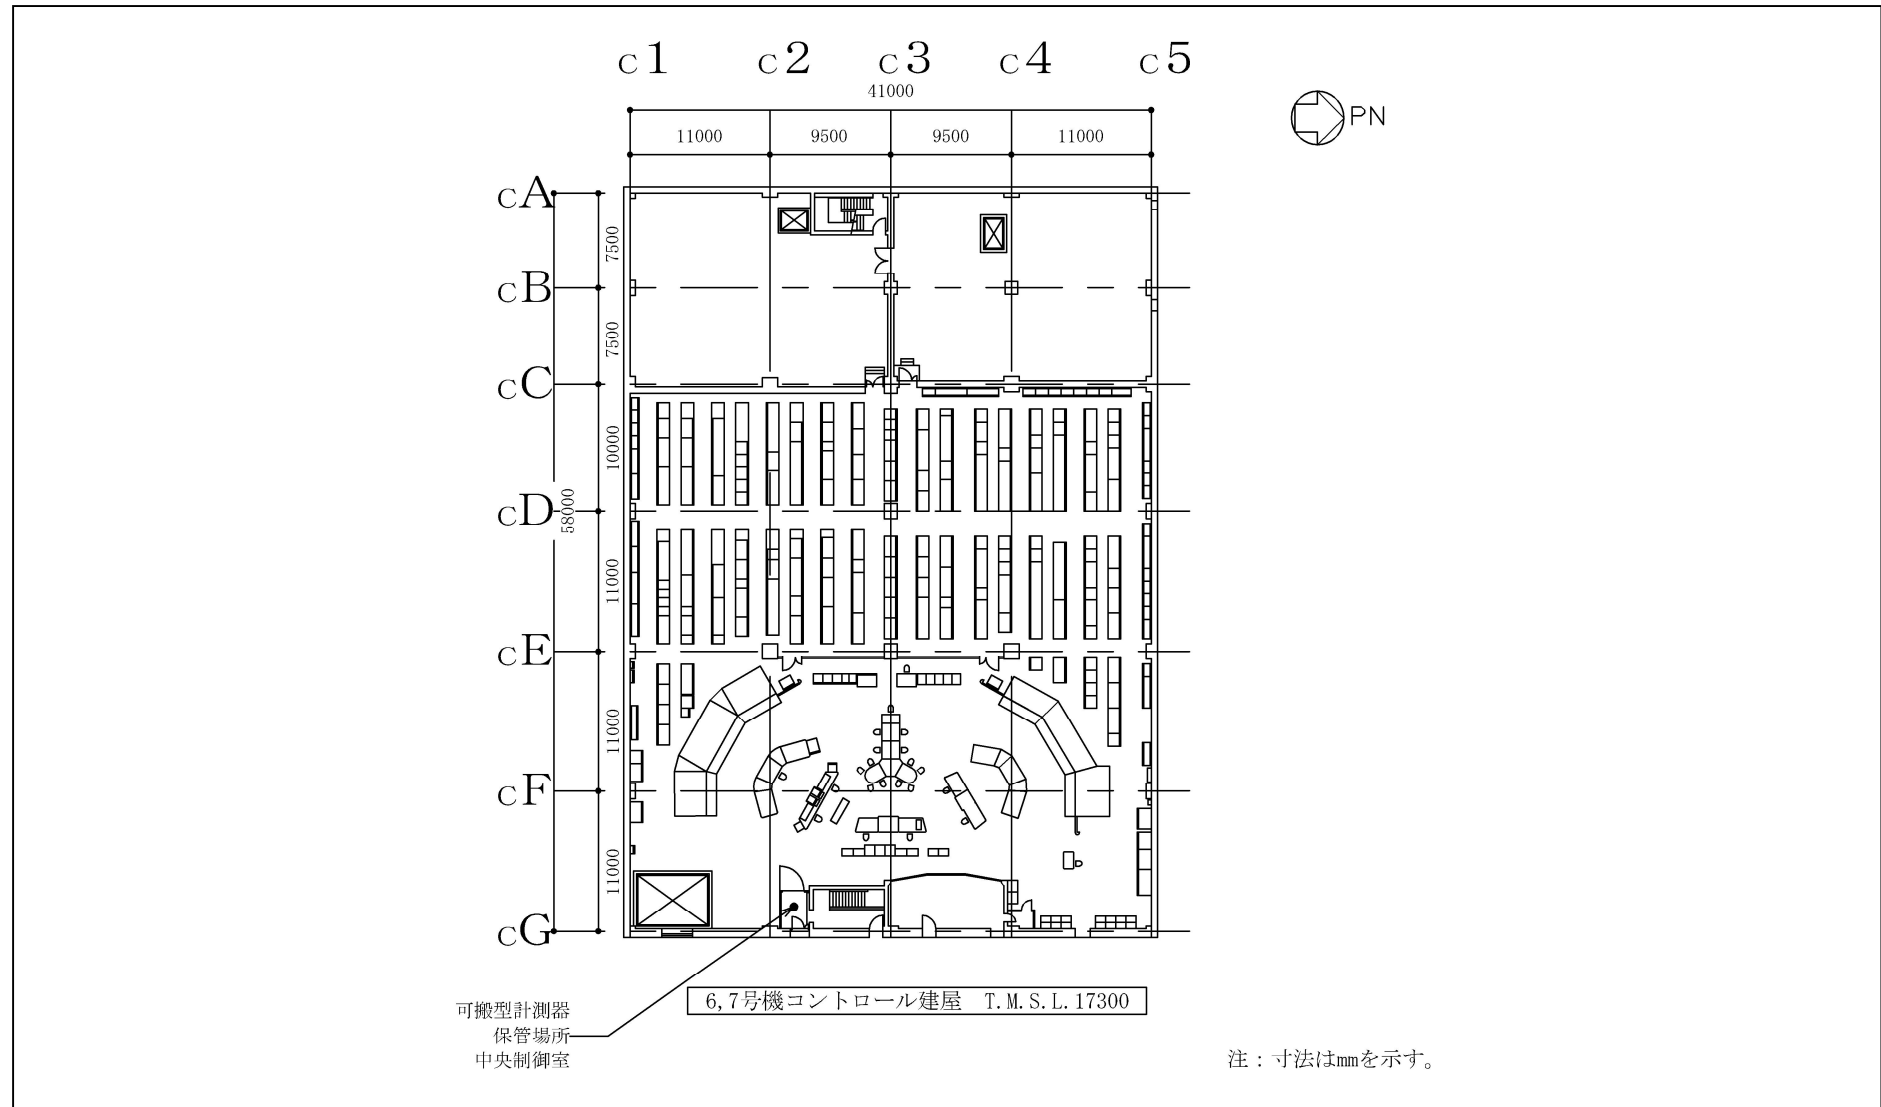 c1 c2 c3 c4 c5
41000
11000 9500 9500 11000
PN
cA
7500
cB
7500
cC
10000
cD
58000
11000
cE
11000
cF
11000
cG
6,7号機コントロール建屋 T.M.S.L.17300
可搬型計測器
保管場所
中央制御室
注：寸法はmmを示す。